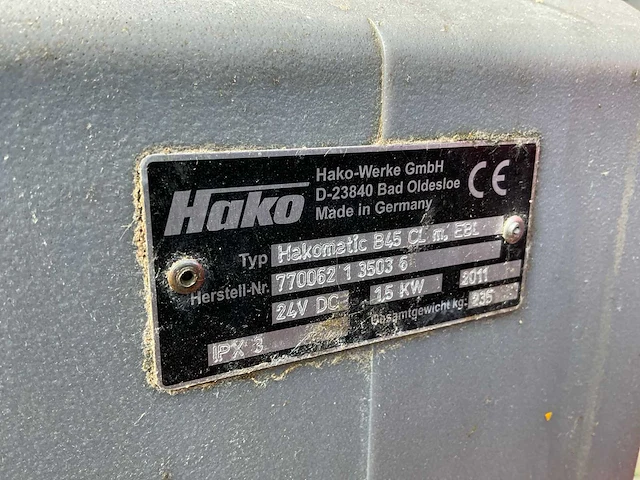 Hako
Hako-Werke GmbH
D-23840 Bad Oldesloe
Made in Germany
CE
Typ Hakomatic B45 CL m. EBL
Herstell-Nr. 770062 1 3503 6
24V DC 1,5 KW 2011
Gesamtgewicht kg. 235
IPX 3